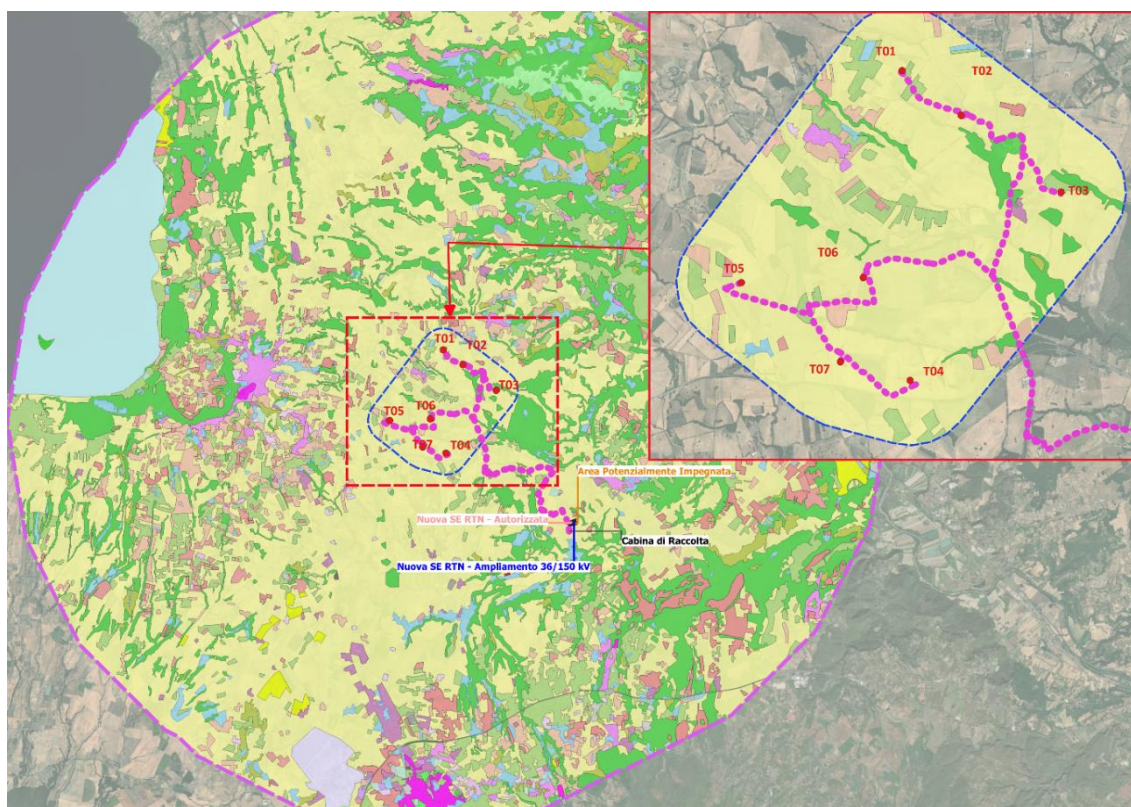 T01
T02
T03
T06
T05
T07
T04
T01
T02
T03
T05
T06
T07
T04
Area Potenzialmente Impegnata
Nuova SE RTN - Autorizzata
Cabina di Raccolta
Nuova SE RTN - Ampliamento 36/150 kV